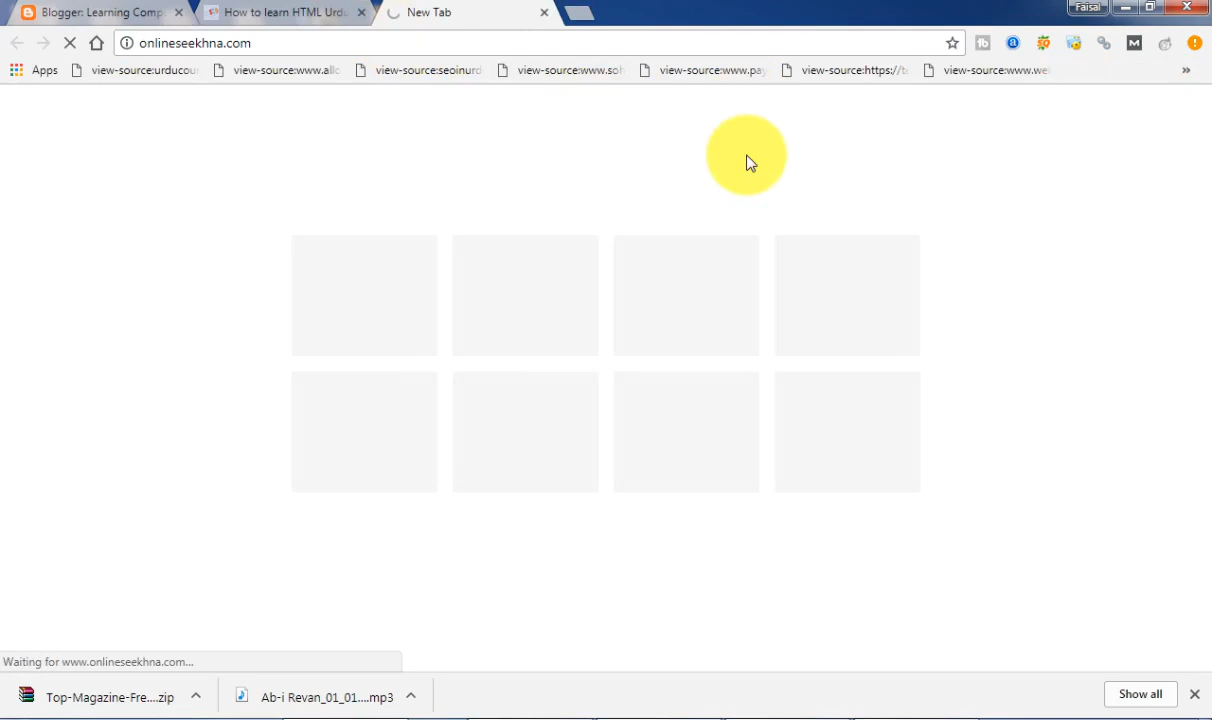 Blogger: Learning Comp
How to learn HTML Urdu
New Tab
Faisal
onlineseekhna.com
Apps
view-source:urducou
view-source:www.allo
view-source:seoinurd
view-source:www.soh
view-source:www.pay
view-source:https://t
view-source:www.we
Waiting for www.onlineseekhna.com...
Top-Magazine-Fre....zip
Ab-i Revan_01_01....mp3
Show all